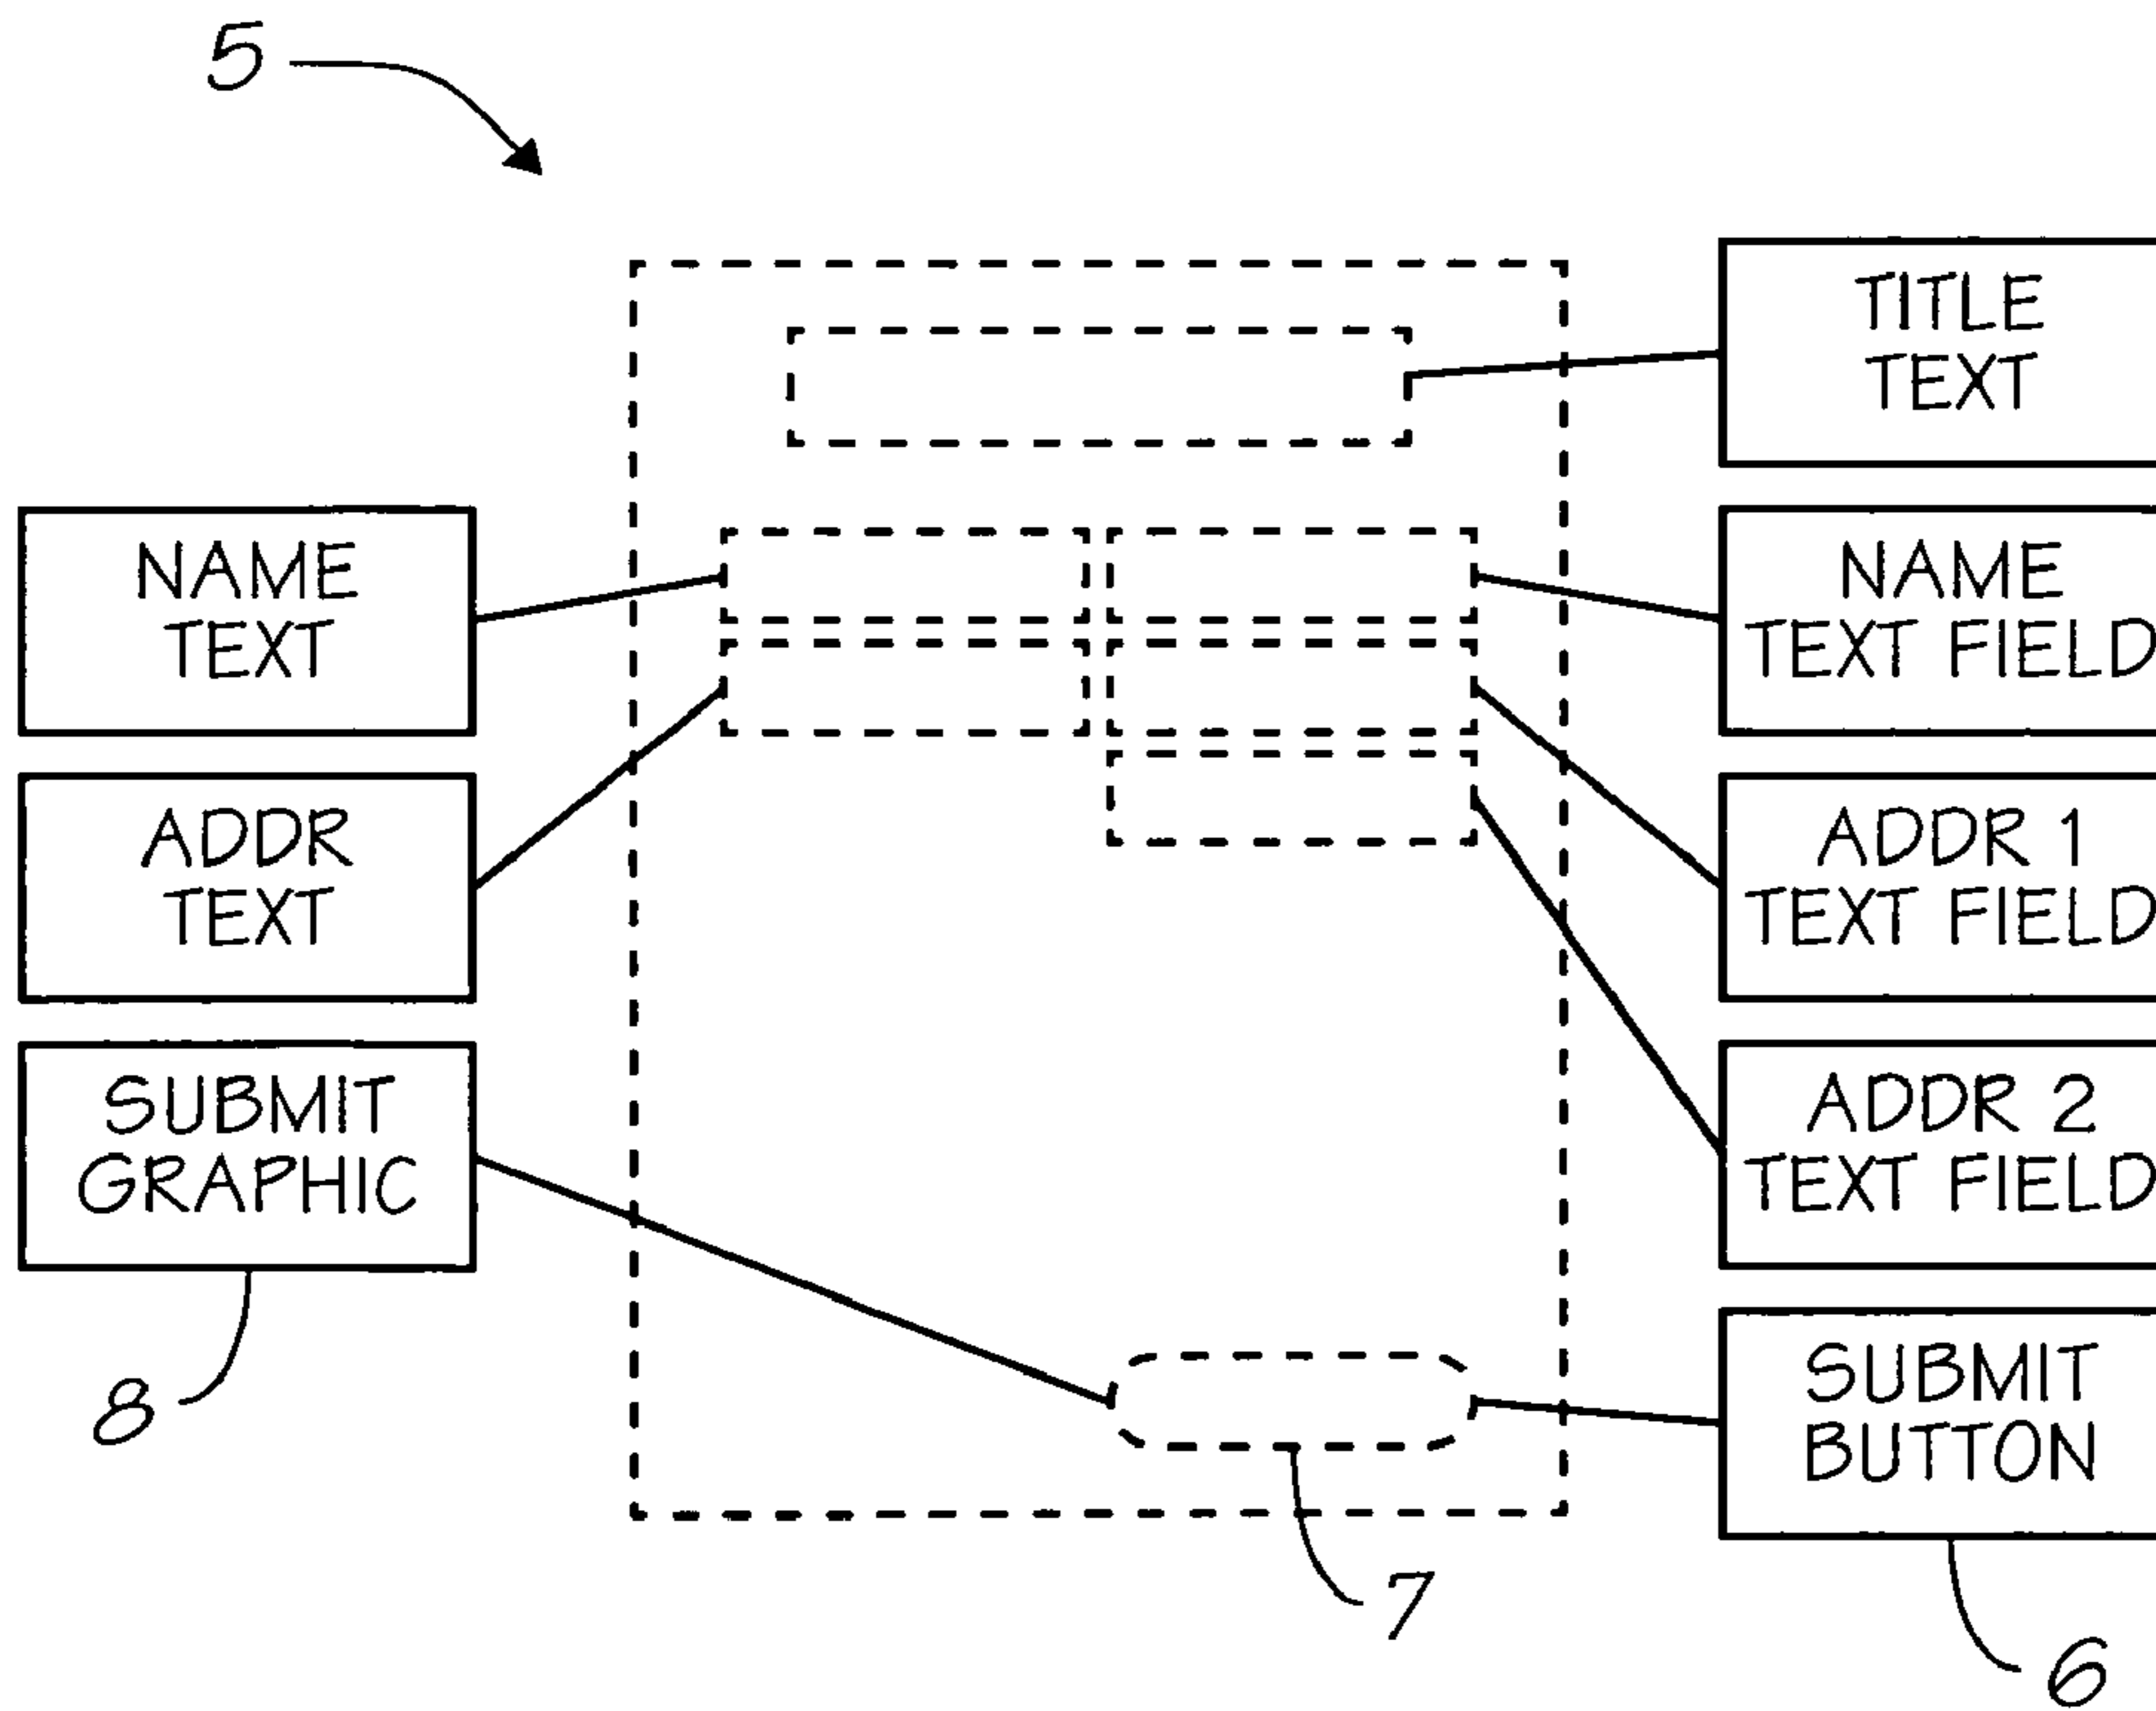 5
TITLE
TEXT
NAME
TEXT
NAME
TEXT FIELD
ADDR
TEXT
ADDR 1
TEXT FIELD
SUBMIT
GRAPHIC
ADDR 2
TEXT FIELD
8
SUBMIT
BUTTON
7
6